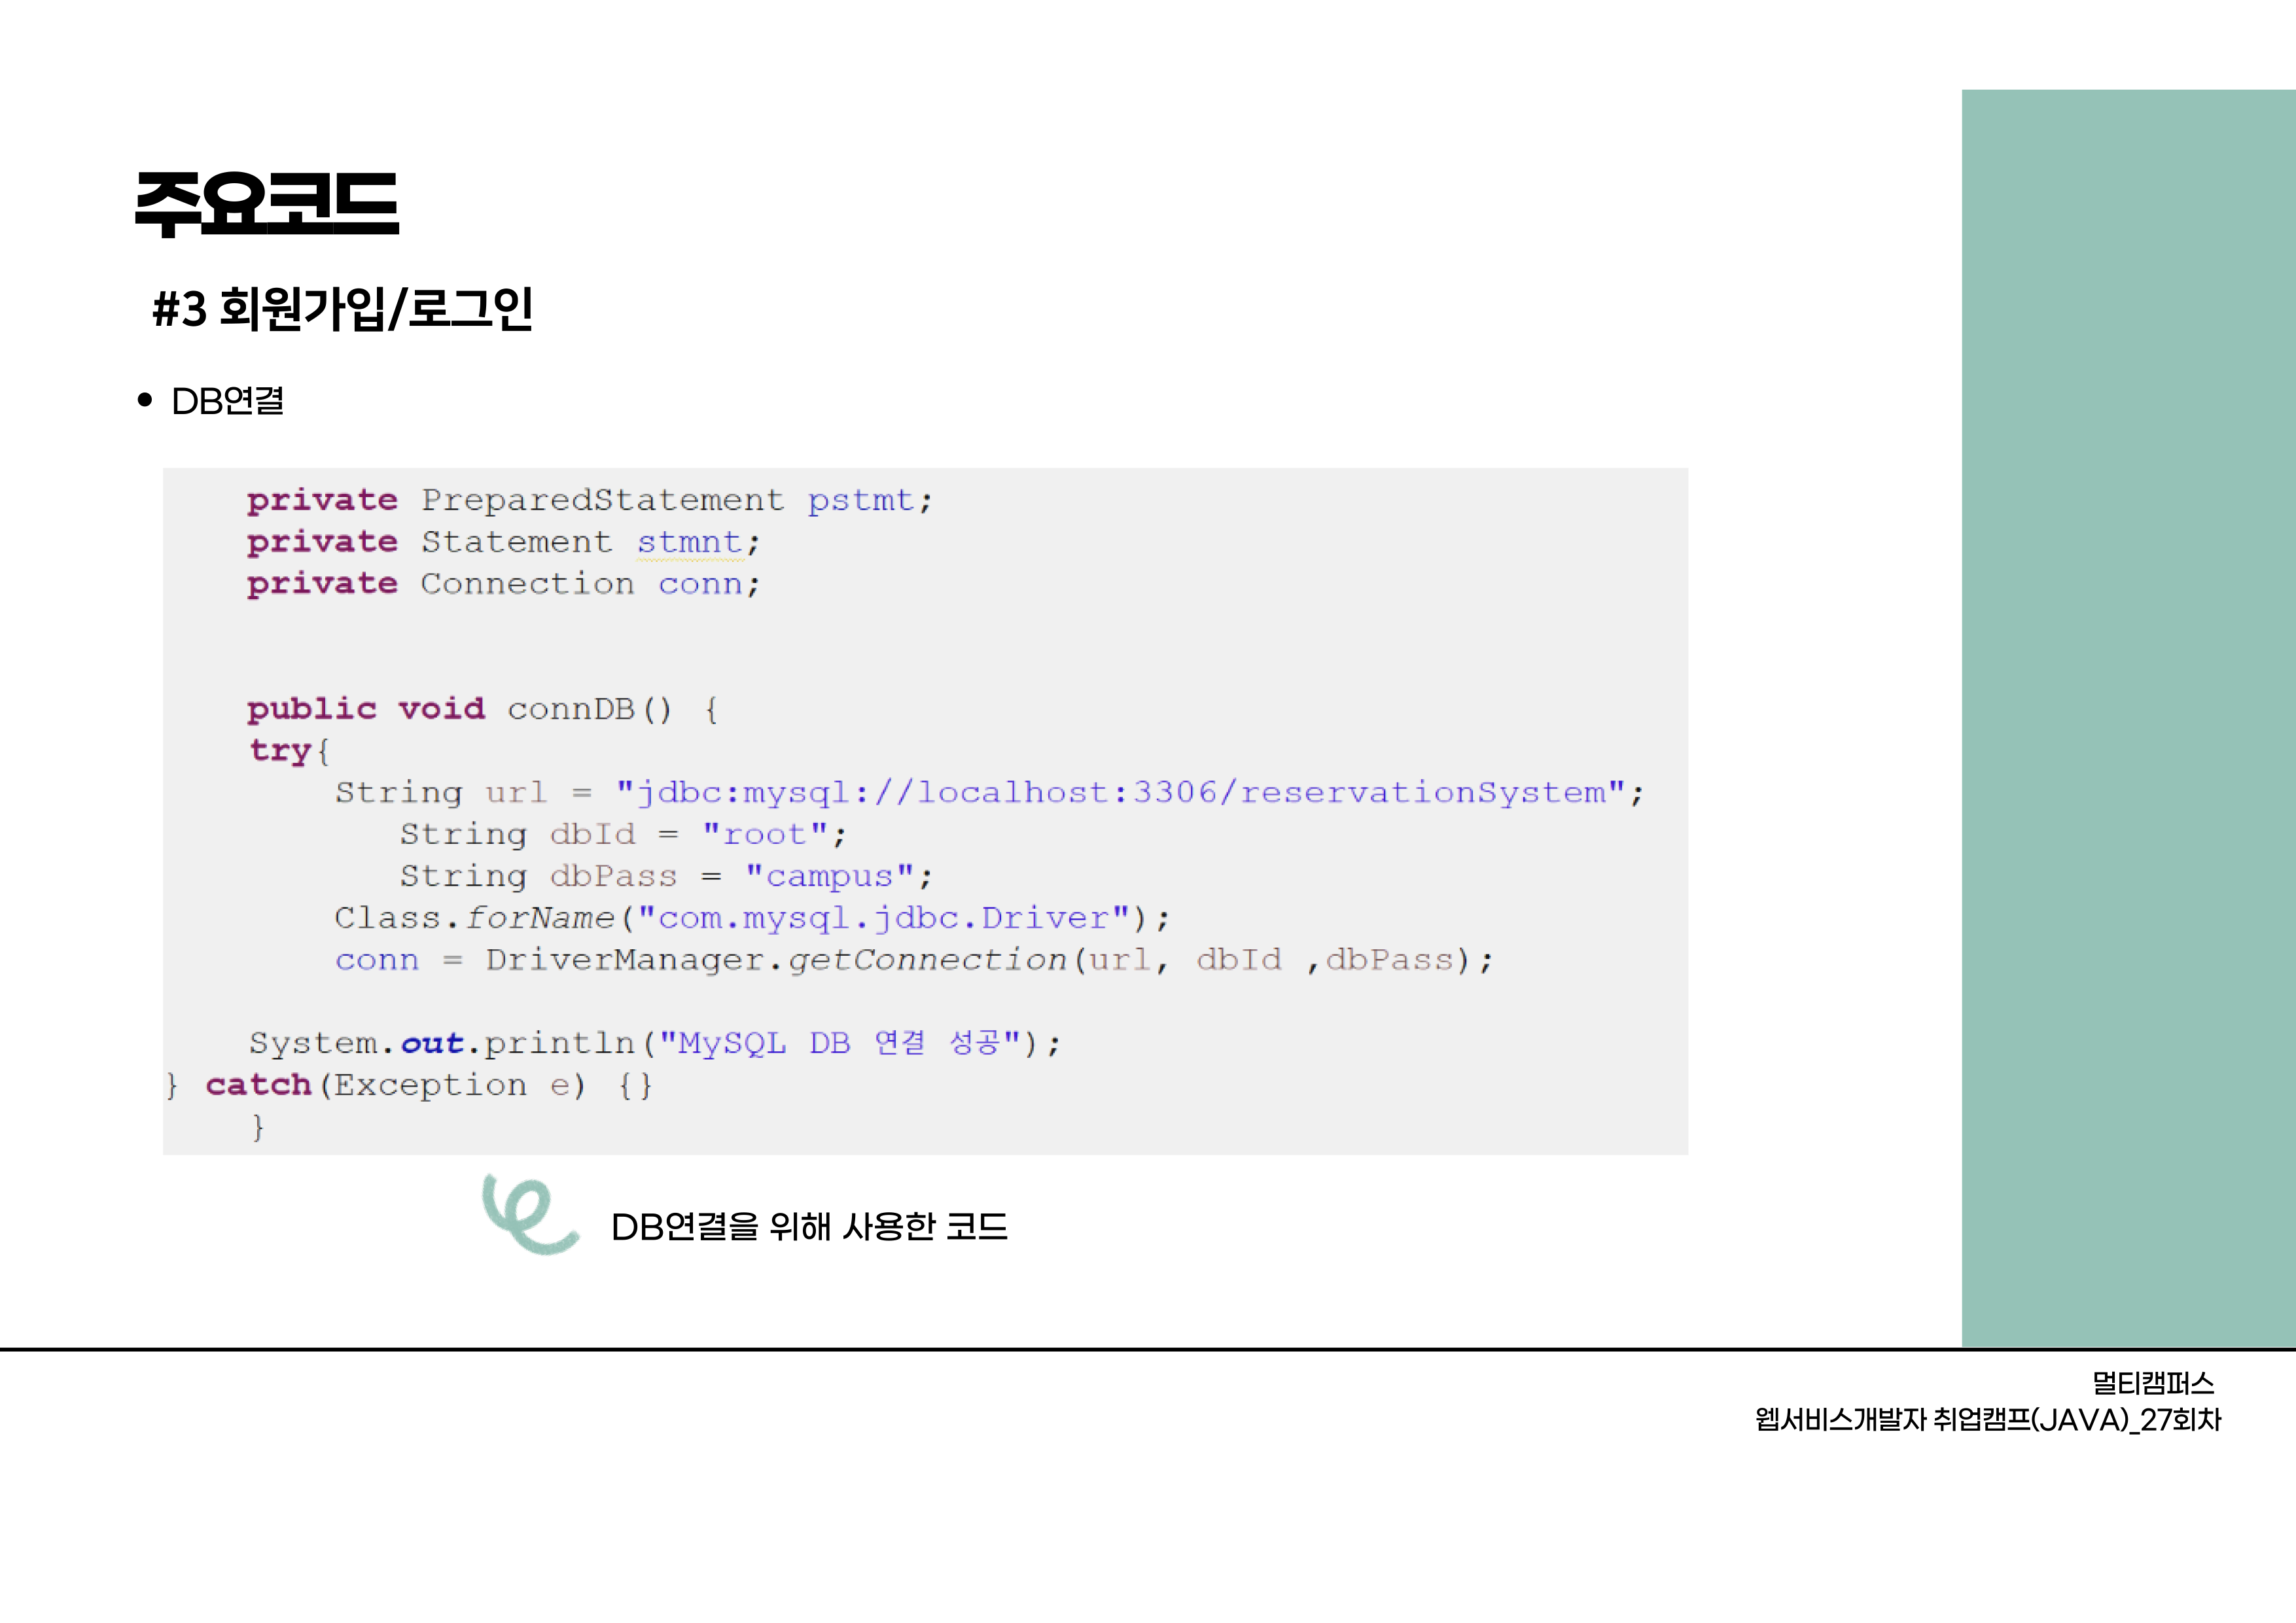 주요코드
#3 회원가입/로그인
• DB연결
private PreparedStatement pstmt;
private Statement stmnt;
private Connection conn;
public void connDB() {
try{
String url = "jdbc:mysql://localhost:3306/reservationSystem";
String dbId = "root";
String dbPass = "campus";
Class.forName("com.mysql.jdbc.Driver");
conn = DriverManager.getConnection(url, dbId ,dbPass);
System.out.println("MySQL DB 연결 성공");
} catch(Exception e) {}
}
DB연결을 위해 사용한 코드
멀티캠퍼스
웹서비스개발자 취업캠프(JAVA)_27회차